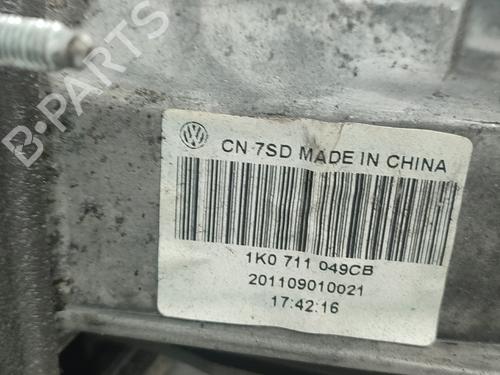 B-PARTS
CN 7SD MADE IN CHINA
1K0 711 049CB
201109010021
17:42:16